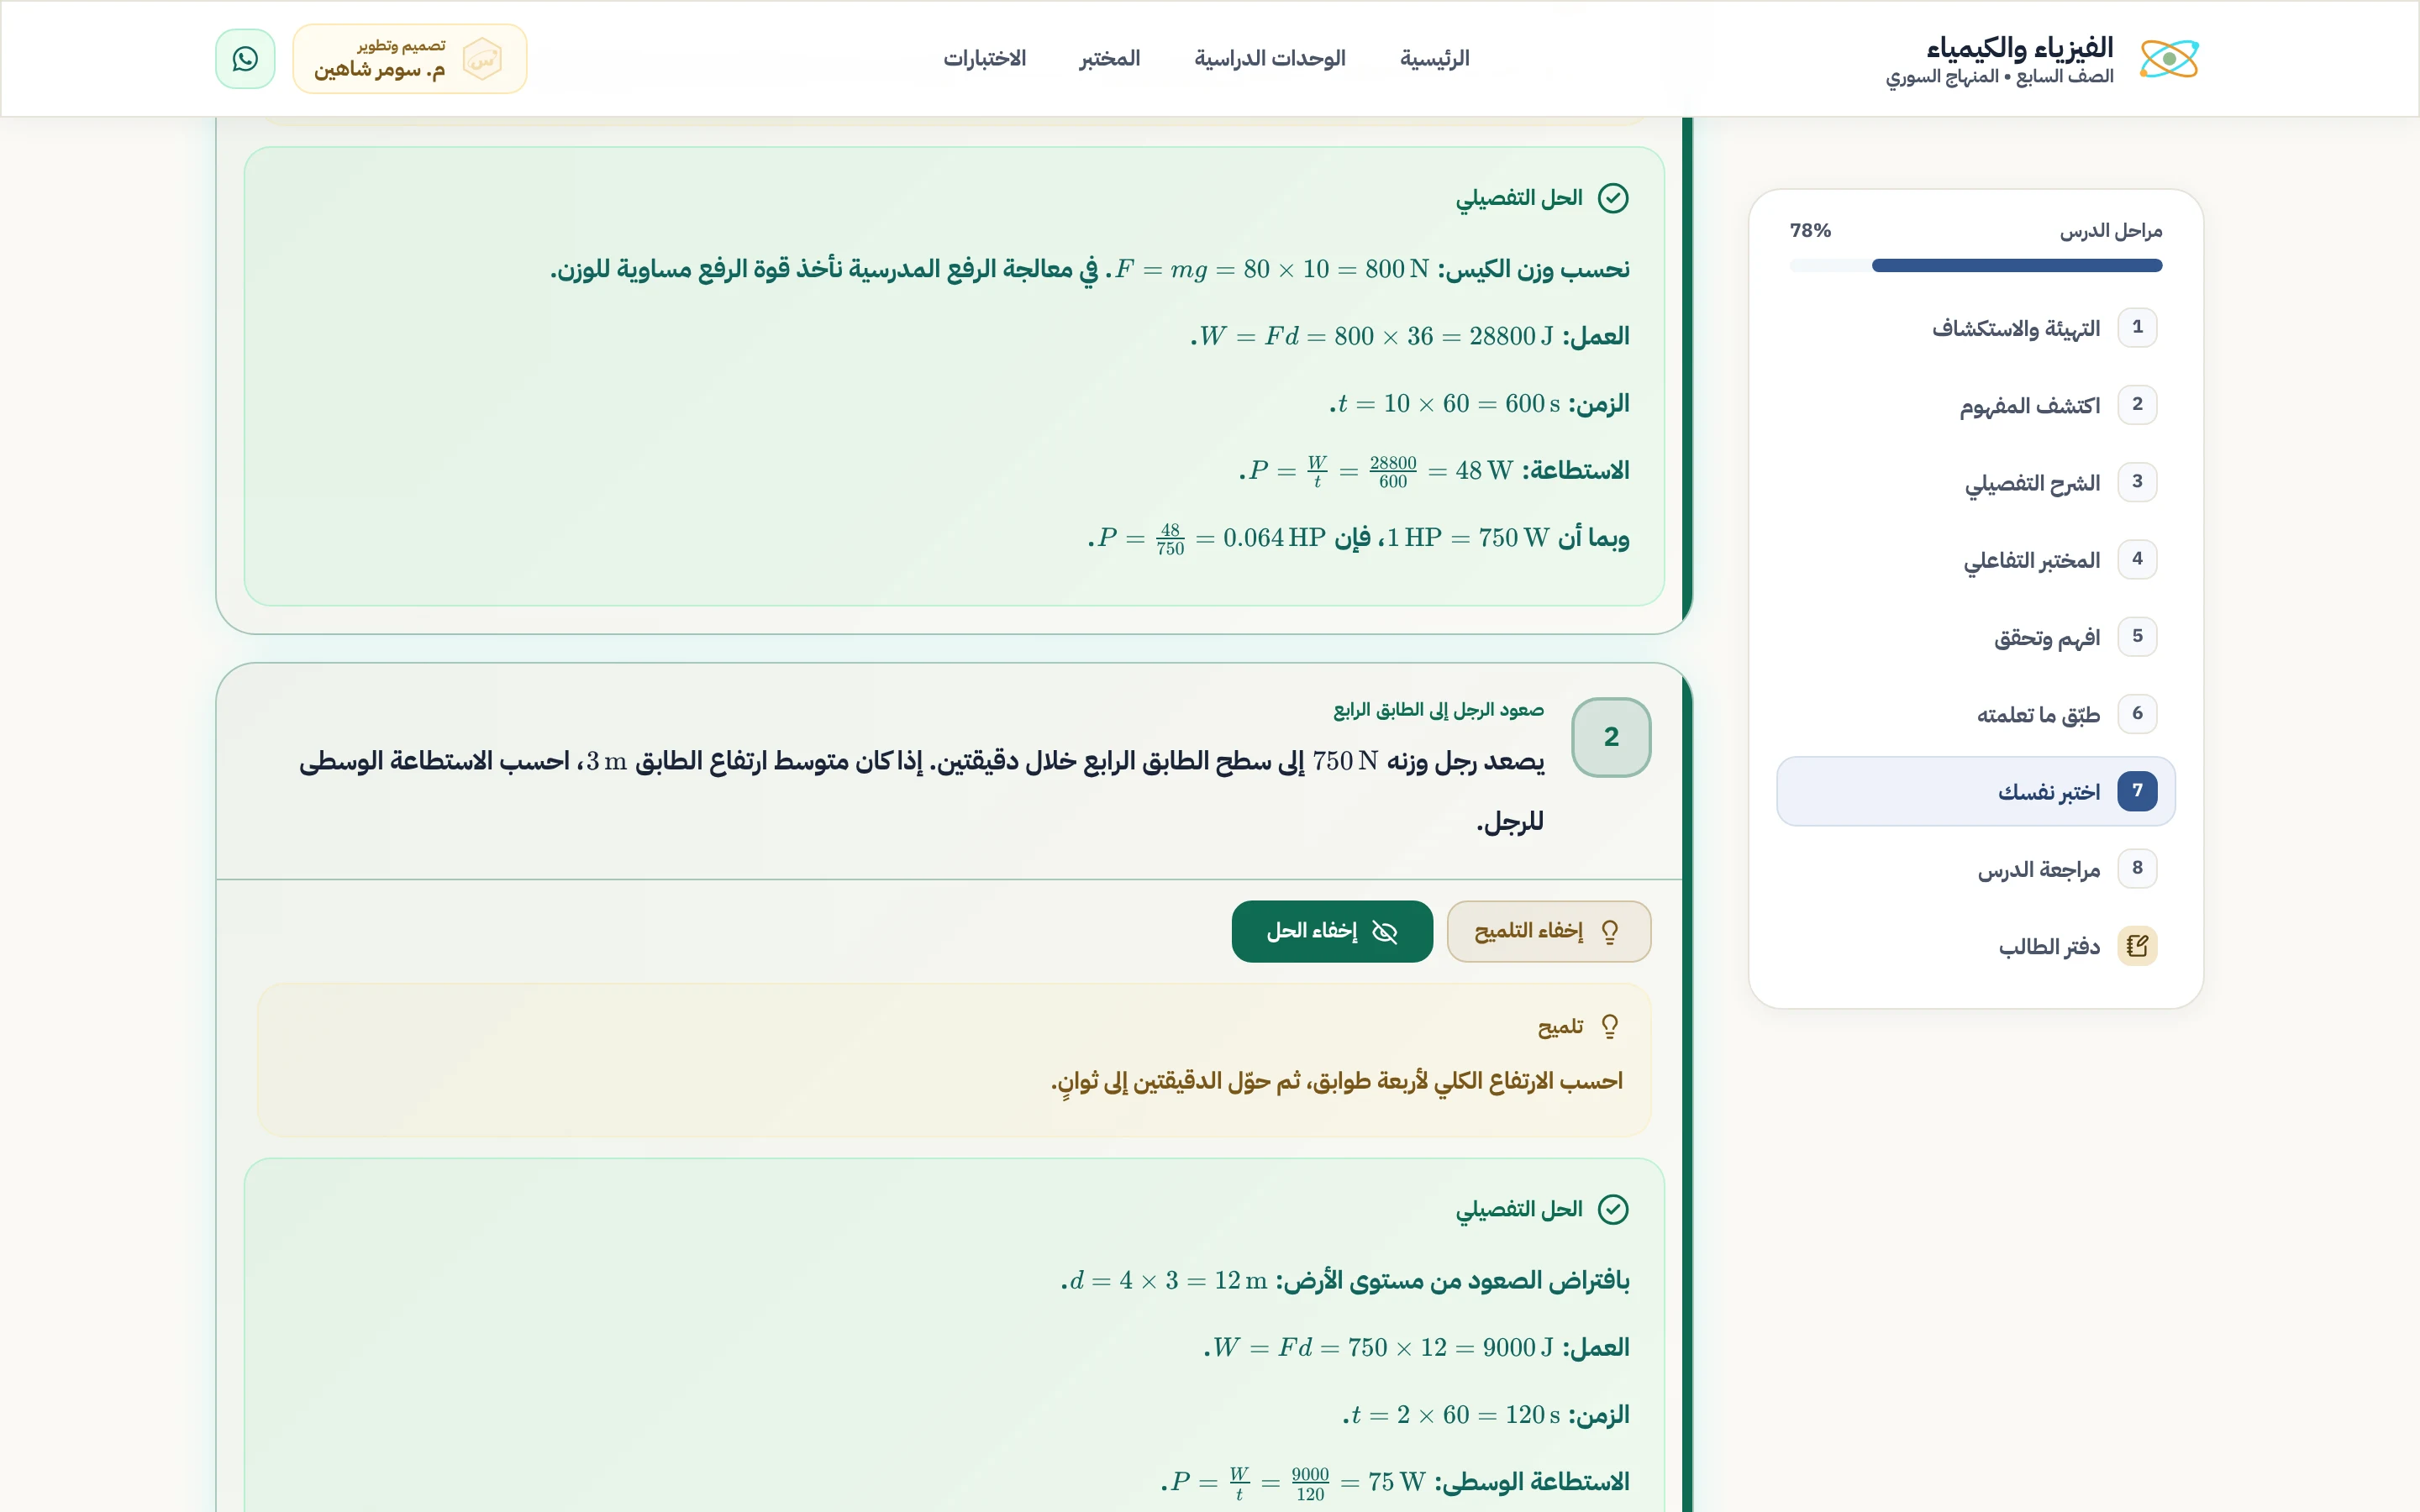 الفيزياء والكيمياء
الصف السابع • المنهاج السوري
الرئيسية
الوحدات الدراسية
المختبر
الاختبارات
تصميم وتطوير
م. سومر شاهين
س
مراحل الدرس
78%
1 التهيئة والاستكشاف
2 اكتشف المفهوم
3 الشرح التفصيلي
4 المختبر التفاعلي
5 افهم وتحقق
6 طبّق ما تعلمته
7 اختبر نفسك
8 مراجعة الدرس
دفتر الطالب
الحل التفصيلي
نحسب وزن الكيس: F = mg = 80 × 10 = 800 N. في معالجة الرفع المدرسية نأخذ قوة الرفع مساوية للوزن.
العمل: W = Fd = 800 × 36 = 28800 J.
الزمن: t = 10 × 60 = 600 s.
الاستطاعة: P = W/t = 28800/600 = 48 W.
وبما أن 1 HP = 750 W، فإن P = 48/750 = 0.064 HP.
2
صعود الرجل إلى الطابق الرابع
يصعد رجل وزنه 750 N إلى سطح الطابق الرابع خلال دقيقتين. إذا كان متوسط ارتفاع الطابق 3 m، احسب الاستطاعة الوسطى
للرجل.
إخفاء التلميح
إخفاء الحل
تلميح
احسب الارتفاع الكلي لأربعة طوابق، ثم حوّل الدقيقتين إلى ثوانٍ.
الحل التفصيلي
بافتراض الصعود من مستوى الأرض: d = 4 × 3 = 12 m.
العمل: W = Fd = 750 × 12 = 9000 J.
الزمن: t = 2 × 60 = 120 s.
الاستطاعة الوسطى: P = W/t = 9000/120 = 75 W.